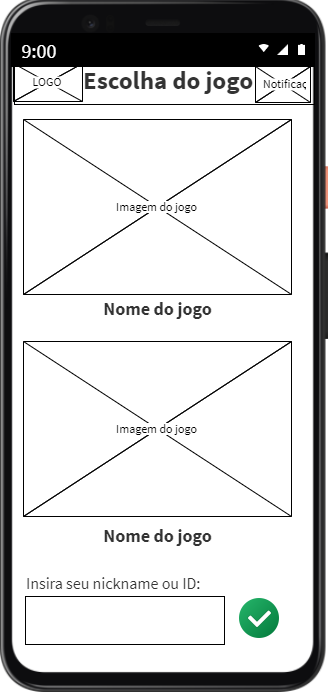 9:00
LOGO
Escolha do jogo
Notificaç
Imagem do jogo
Nome do jogo
Imagem do jogo
Nome do jogo
Insira seu nickname ou ID: